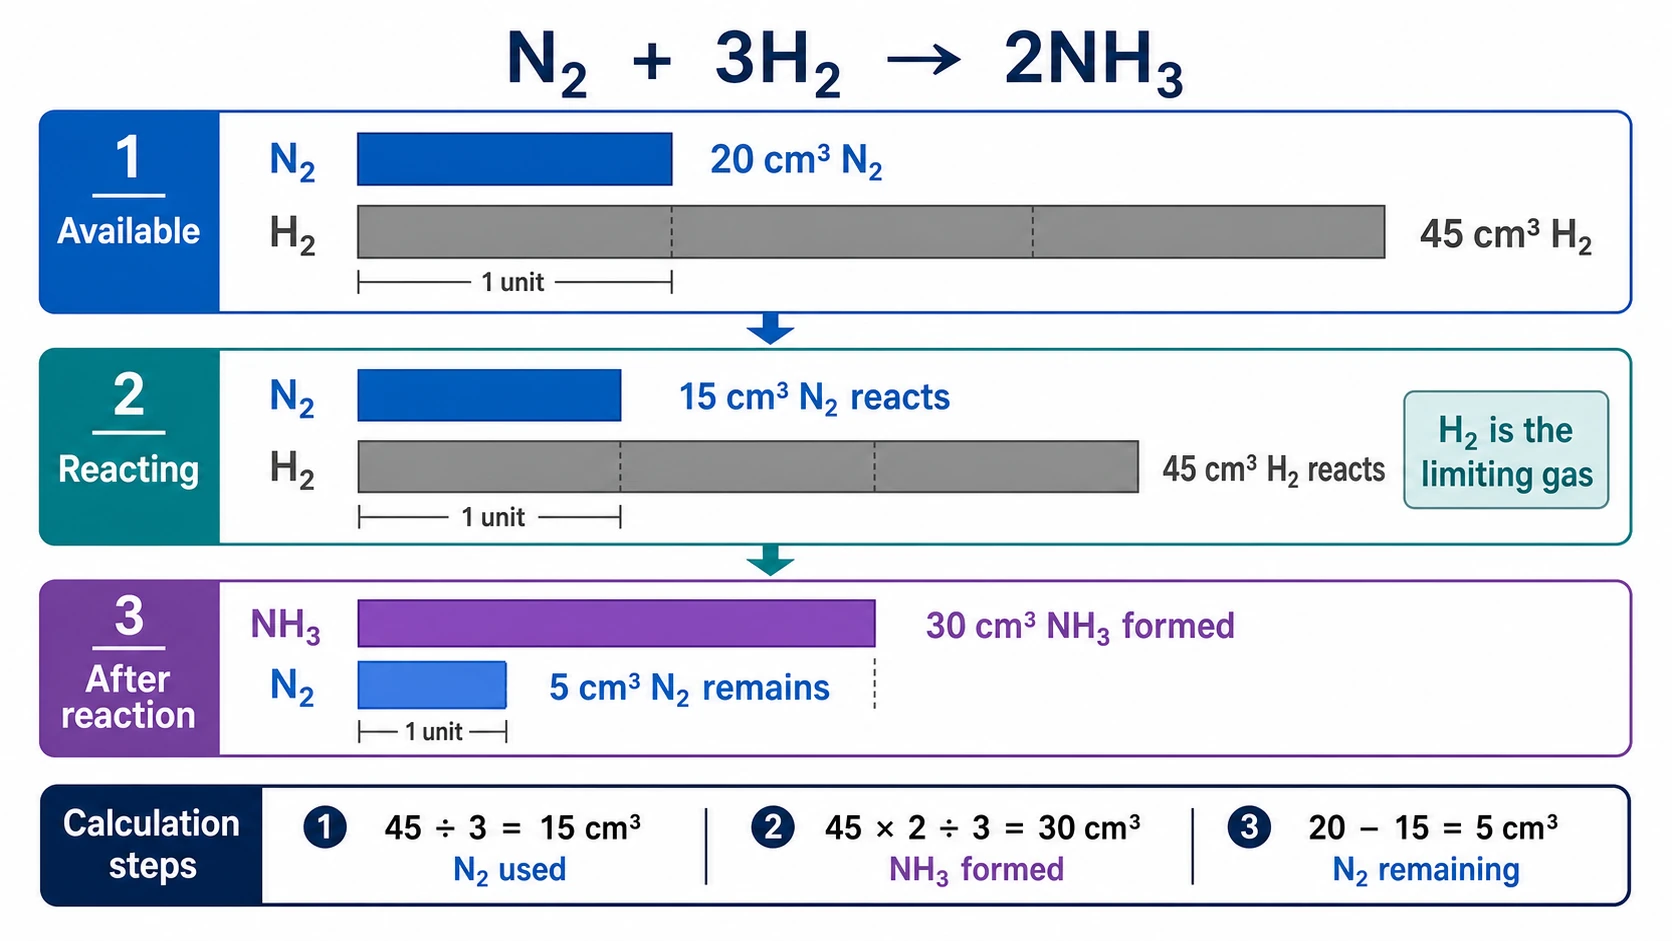 N₂ + 3H₂ → 2NH₃
1
Available
N₂
20 cm³ N₂
H₂
45 cm³ H₂
1 unit
2
Reacting
N₂
15 cm³ N₂ reacts
H₂
45 cm³ H₂ reacts
1 unit
H₂ is the
limiting gas
3
After
reaction
NH₃
30 cm³ NH₃ formed
N₂
5 cm³ N₂ remains
1 unit
Calculation
steps
1 45 ÷ 3 = 15 cm³
N₂ used
2 45 × 2 ÷ 3 = 30 cm³
NH₃ formed
3 20 − 15 = 5 cm³
N₂ remaining